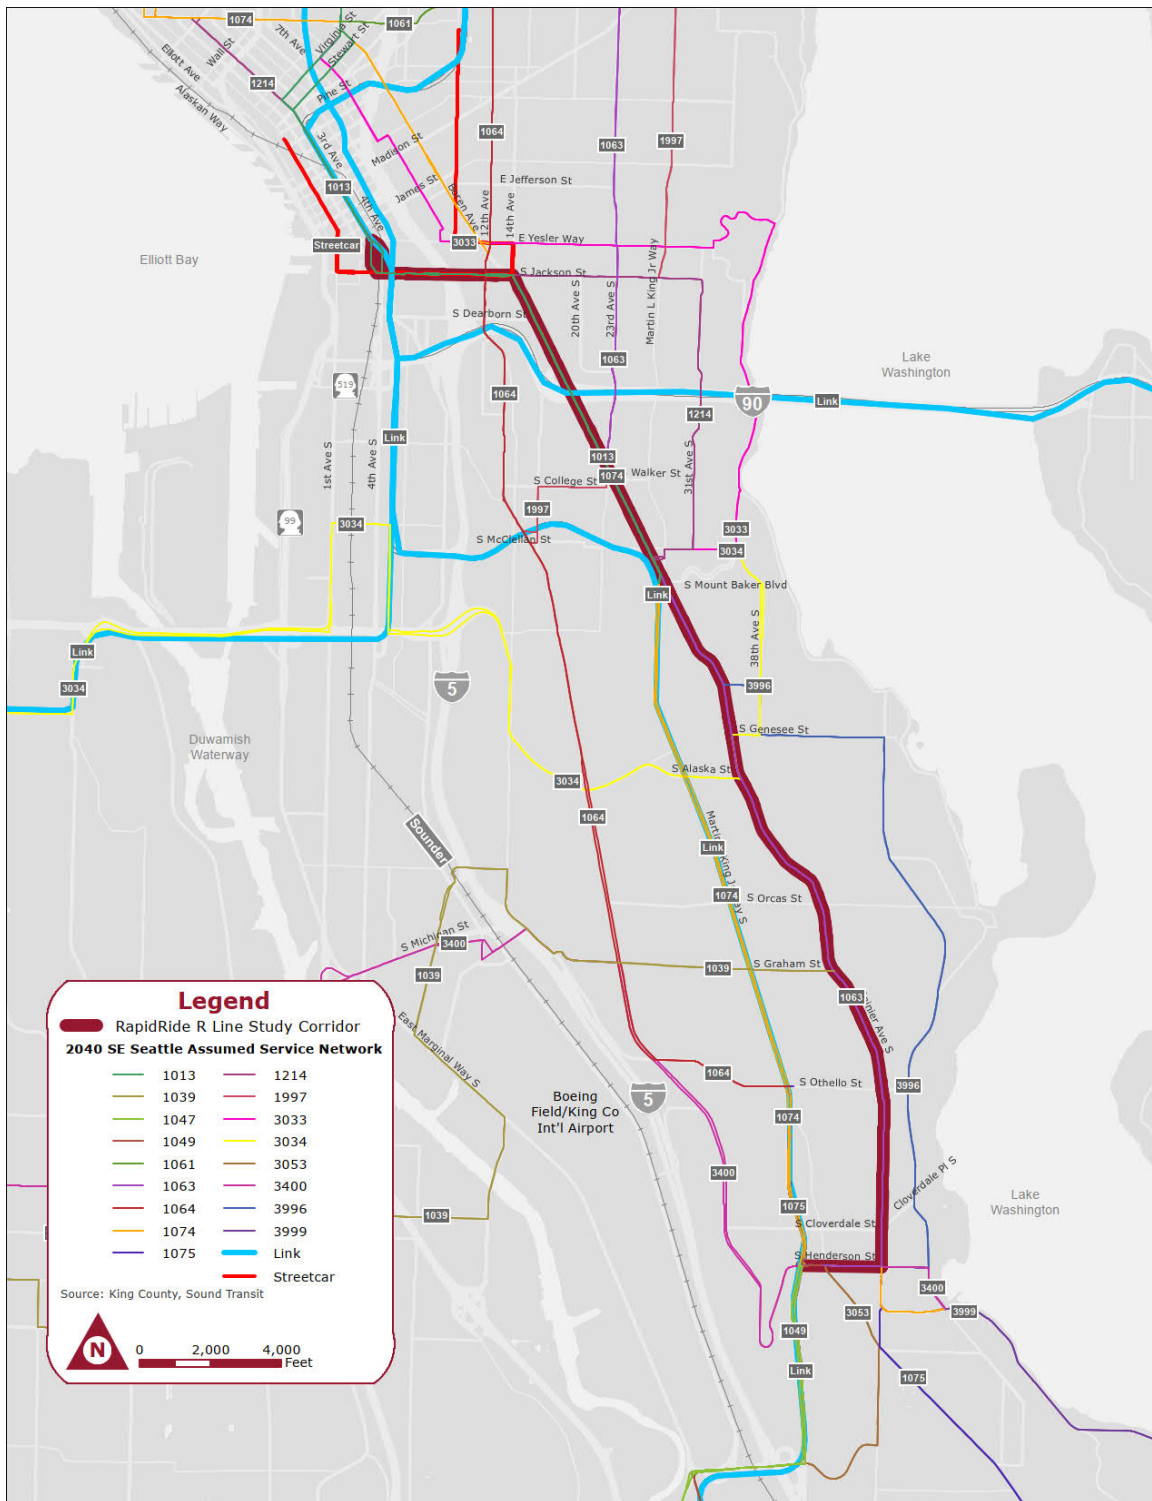 1074
1061
Virginia St
Stewart St
7th Ave
Wall St
Elliott Ave
1214
Pine St
Alaskan Way
3rd Ave
Madison St
1064
1063
1997
1013
James St
E Jefferson St
Boren Ave
12th Ave
14th Ave
4th Ave
Streetcar
3033
E Yesler Way
Elliott Bay
S Jackson St
Martin L King Jr Way
20th Ave S
23rd Ave S
S Dearborn St
1063
Lake
Washington
519
1064
90
Link
1214
Link
1st Ave S
4th Ave S
1013
1074
Walker St
31st Ave S
S College St
1997
99
3034
S McClellan St
3033
3034
Link
S Mount Baker Blvd
38th Ave S
Link
3034
5
3996
S Genesee St
Duwamish
Waterway
S Alaska St
3034
1064
Sounder
Link
1074
S Orcas St
S Michigan St
3400
1039
1039
S Graham St
1063
East Marginal Way S
1064
S Othello St
3996
Boeing
Field/King Co
Int'l Airport
5
1074
3400
Cloverdale Pl S
Lake
Washington
1075
1039
S Cloverdale St
S Henderson St
3400
3053
3999
1049
Link
1075
Legend
RapidRide R Line Study Corridor
2040 SE Seattle Assumed Service Network
1013 1214
1039 1997
1047 3033
1049 3034
1061 3053
1063 3400
1064 3996
1074 3999
1075 Link
Streetcar
Source: King County, Sound Transit
N
0 2,000 4,000
Feet